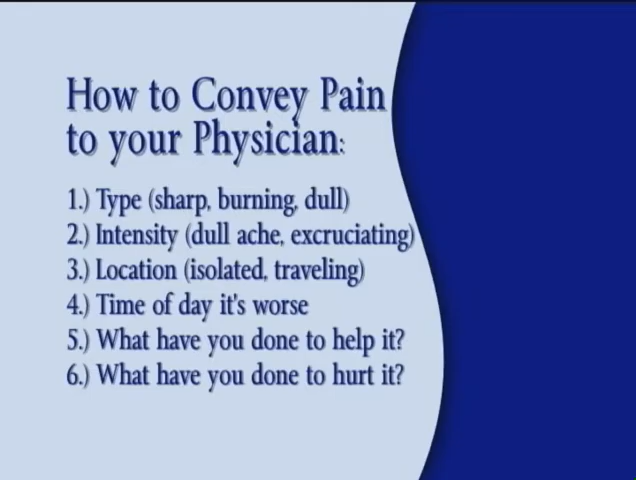 How to Convey Pain
to your Physician:
1.) Type (sharp, burning, dull)
2.) Intensity (dull ache, excruciating)
3.) Location (isolated, traveling)
4.) Time of day it's worse
5.) What have you done to help it?
6.) What have you done to hurt it?